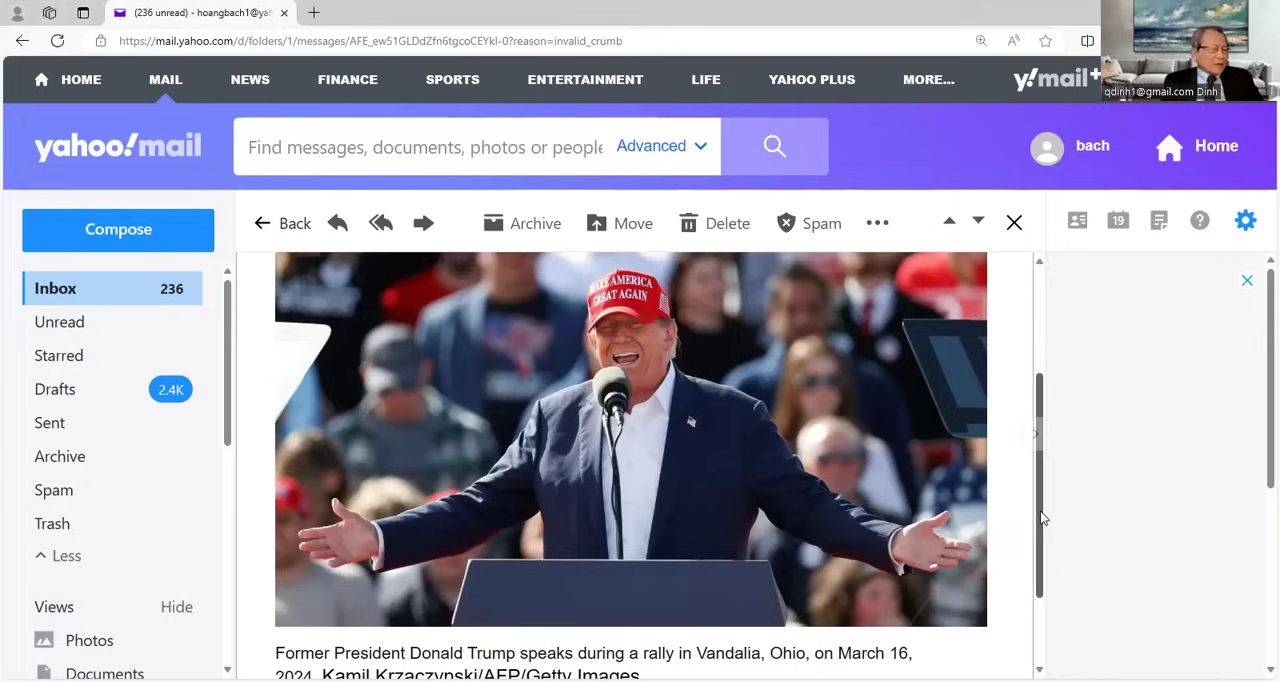 (236 unread) - hoangbach1@yah
https://mail.yahoo.com/d/folders/1/messages/AFE_ew51GLDdZfn6tgcoCEYkI-0?reason=invalid_crumb
qdinh1@gmail.com Dinh
HOME MAIL NEWS FINANCE SPORTS ENTERTAINMENT LIFE YAHOO PLUS MORE... y!mail+
yahoo!mail
Find messages, documents, photos or people Advanced
bach Home
Compose
Back Archive Move Delete Spam
19
Inbox 236
Unread
Starred
Drafts 2.4K
Sent
Archive
Spam
Trash
Less
Views Hide
Photos
Documents
MAKE AMERICA
GREAT AGAIN
Former President Donald Trump speaks during a rally in Vandalia, Ohio, on March 16,
2024. Kamil Krzaczynski/AFP/Getty Images